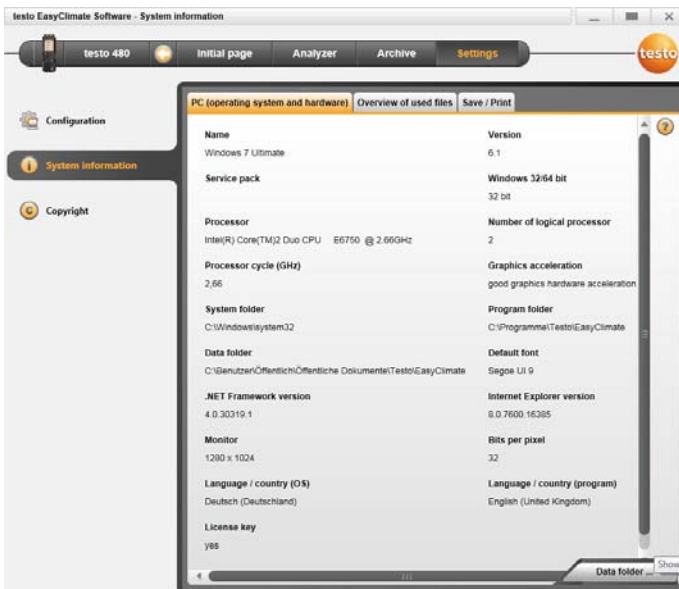 testo EasyClimate Software - System information
testo 480 Initial page Analyzer Archive Settings
testo
PC (operating system and hardware) Overview of used files Save / Print
Configuration
System information
Copyright
Name Version
Windows 7 Ultimate 6.1
Service pack Windows 32/64 bit
32 bit
Processor Number of logical processor
Intel(R) Core(TM)2 Duo CPU E6750 @ 2.66GHz 2
Processor cycle (GHz) Graphics acceleration
2,66 good graphics hardware acceleration
System folder Program folder
C:\Windows\system32 C:\Programme\Testo\EasyClimate
Data folder Default font
C:\Benutzer\Öffentlich\Öffentliche Dokumente\Testo\EasyClimate Segoe UI 9
.NET Framework version Internet Explorer version
4.0.30319.1 8.0.7600.16385
Monitor Bits per pixel
1280 x 1024 32
Language / country (OS) Language / country (program)
Deutsch (Deutschland) English (United Kingdom)
License key
yes
Data folder ... Show